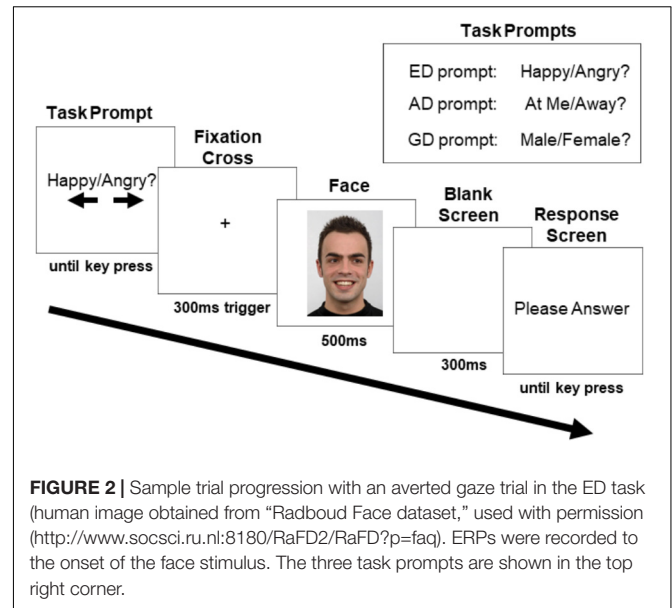 Task Prompts
ED prompt: Happy/Angry?
AD prompt: At Me/Away?
GD prompt: Male/Female?
Task Prompt
Happy/Angry?
until key press
Fixation
Cross
+
300ms trigger
Face
500ms
Blank
Screen
300ms
Response
Screen
Please Answer
until key press
FIGURE 2 | Sample trial progression with an averted gaze trial in the ED task
(human image obtained from “Radboud Face dataset,” used with permission
(http://www.socsci.ru.nl:8180/RaFD2/RaFD?p=faq). ERPs were recorded to
the onset of the face stimulus. The three task prompts are shown in the top
right corner.